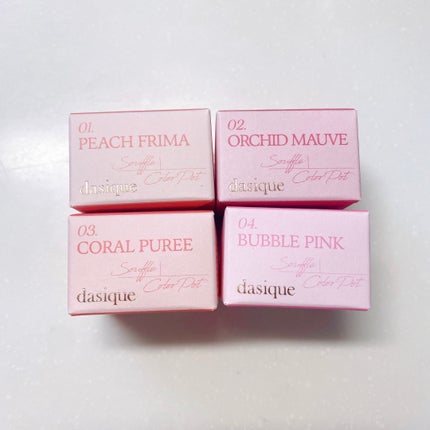 01.
PEACH FRIMA
Souffle
Color Pot
dasique
02.
ORCHID MAUVE
Souffle
Color Pot
dasique
03.
CORAL PUREE
Souffle
Color Pot
dasique
04.
BUBBLE PINK
Souffle
Color Pot
dasique